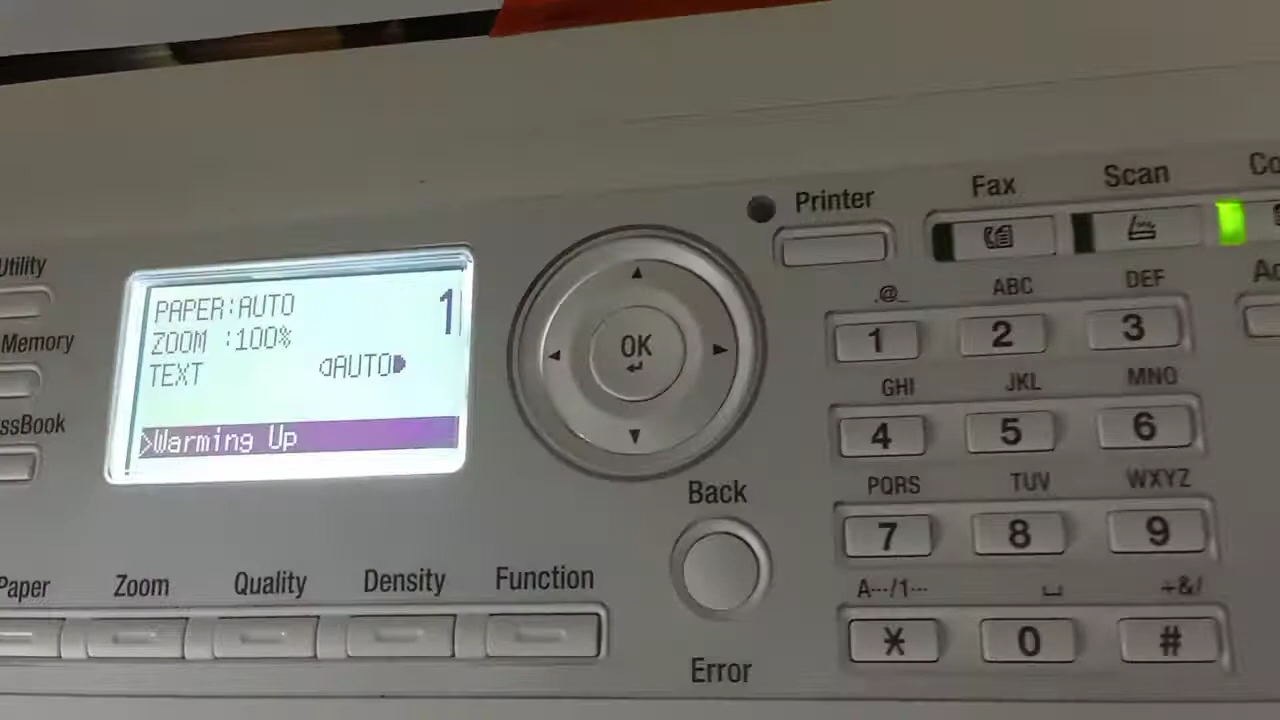 Printer
Fax
Scan
Utility
Memory
PAPER:AUTO
1
ZOOM :100%
TEXT
AUTO
>Warming Up
OK
Back
Error
Paper
Zoom
Quality
Density
Function
.@_
ABC
DEF
1
2
3
GHI
JKL
MNO
4
5
6
PQRS
TUV
WXYZ
7
8
9
A···/1···
+&/
*
0
#